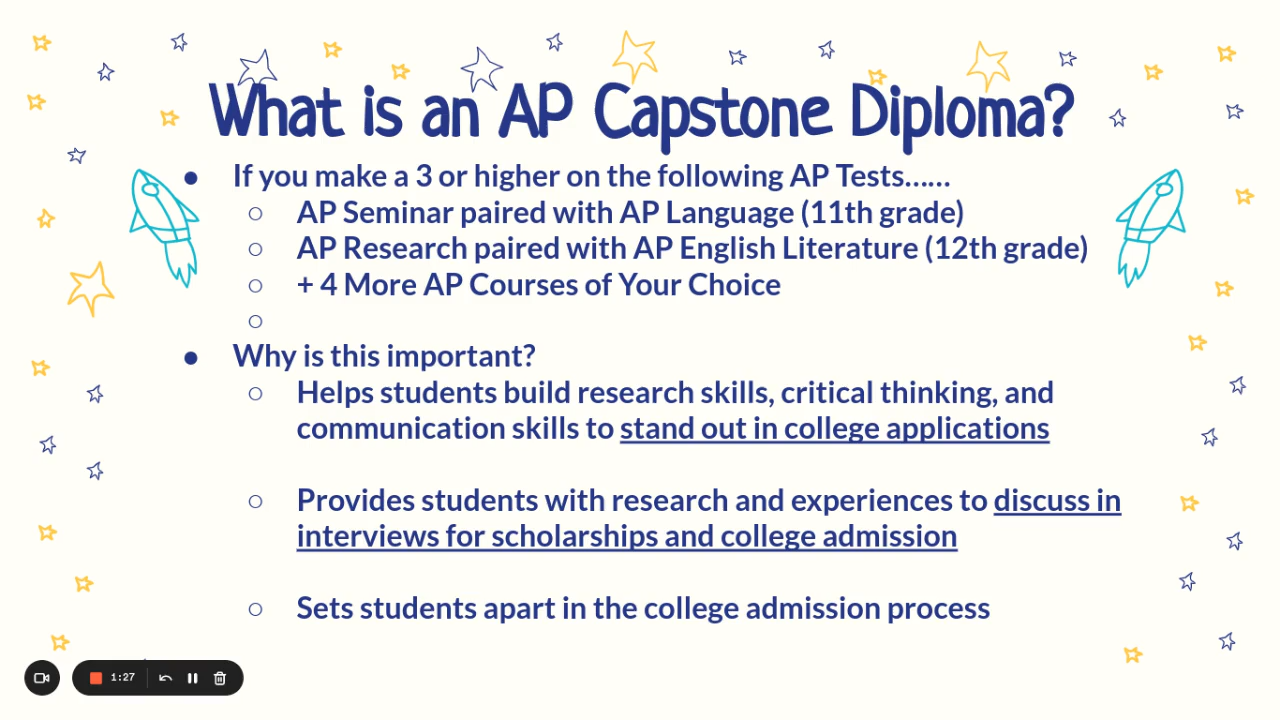 What is an AP Capstone Diploma?
● If you make a 3 or higher on the following AP Tests......
○ AP Seminar paired with AP Language (11th grade)
○ AP Research paired with AP English Literature (12th grade)
○ + 4 More AP Courses of Your Choice
○
● Why is this important?
○ Helps students build research skills, critical thinking, and
communication skills to stand out in college applications
○ Provides students with research and experiences to discuss in
interviews for scholarships and college admission
○ Sets students apart in the college admission process
1:27